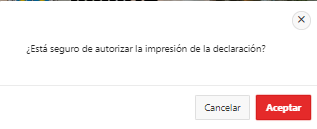 ¿Está seguro de autorizar la impresión de la declaración?
Cancelar
Aceptar